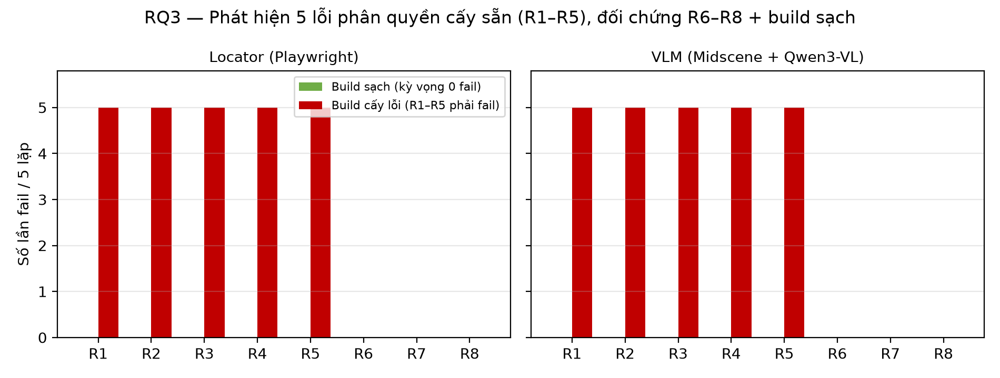 RQ3 — Phát hiện 5 lỗi phân quyền cấy sẵn (R1–R5), đối chứng R6–R8 + build sạch
Locator (Playwright)
Build sạch (kỳ vọng 0 fail)
Build cấy lỗi (R1–R5 phải fail)
Số lần fail / 5 lặp
5
4
3
2
1
0
R1 R2 R3 R4 R5 R6 R7 R8
VLM (Midscene + Qwen3-VL)
R1 R2 R3 R4 R5 R6 R7 R8